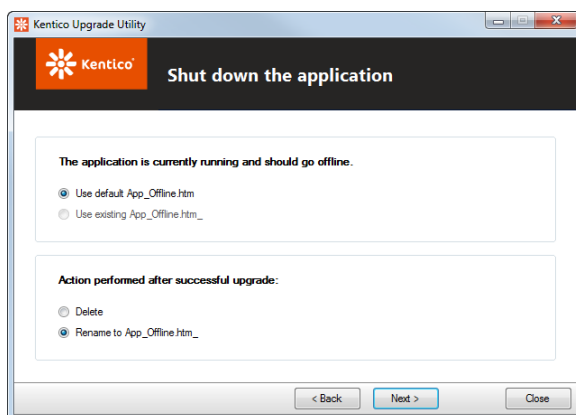 Kentico Upgrade Utility
Kentico
Shut down the application
The application is currently running and should go offline.
Use default App_Offline.htm
Use existing App_Offline.htm_
Action performed after successful upgrade:
Delete
Rename to App_Offline.htm_
< Back
Next >
Close